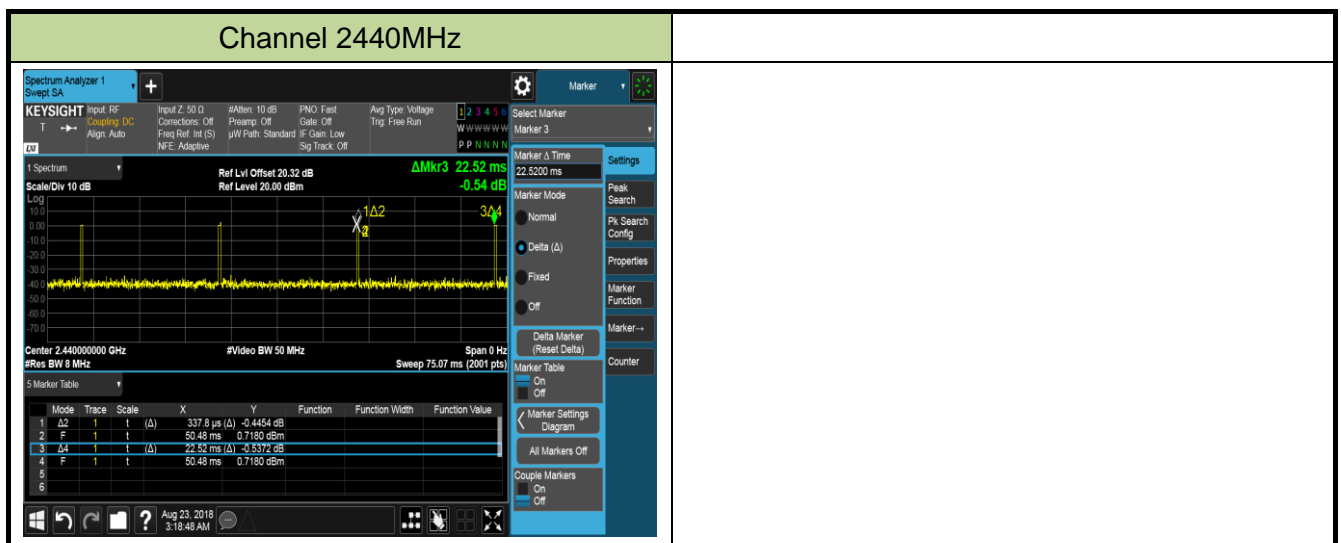 Channel 2440MHz
Spectrum Analyzer 1
Swept SA
+
Marker
KEYSIGHT
T
LXI
Input: RF
Coupling: DC
Align: Auto
Input Z: 50 Ω
Corrections: Off
Freq Ref: Int (S)
NFE: Adaptive
#Atten: 10 dB
Preamp: Off
µW Path: Standard
PNO: Fast
Gate: Off
IF Gain: Low
Sig Track: Off
Avg Type: Voltage
Trig: Free Run
1 2 3 4 5 6
W W W W W W
P P N N N N
Select Marker
Marker 3
1 Spectrum
Scale/Div 10 dB
Ref Lvl Offset 20.32 dB
Ref Level 20.00 dBm
ΔMkr3 22.52 ms
-0.54 dB
Log
10.0
0.00
-10.0
-20.0
-30.0
-40.0
-50.0
-60.0
-70.0
1Δ2
3Δ4
Center 2.440000000 GHz
#Res BW 8 MHz
#Video BW 50 MHz
Span 0 Hz
Sweep 75.07 ms (2001 pts)
5 Marker Table
Mode Trace Scale X Y Function Function Width Function Value
1 Δ2 1 t (Δ) 337.8 µs (Δ) -0.4454 dB
2 F 1 t 50.48 ms 0.7180 dBm
3 Δ4 1 t (Δ) 22.52 ms (Δ) -0.5372 dB
4 F 1 t 50.48 ms 0.7180 dBm
5
6
Marker Δ Time
22.5200 ms
Marker Mode
Normal
Delta (Δ)
Fixed
Off
Delta Marker
(Reset Delta)
Marker Table
On
Off
Marker Settings
Diagram
All Markers Off
Couple Markers
On
Off
Settings
Peak
Search
Pk Search
Config
Properties
Marker
Function
Marker→
Counter
?
Aug 23, 2018
3:18:48 AM